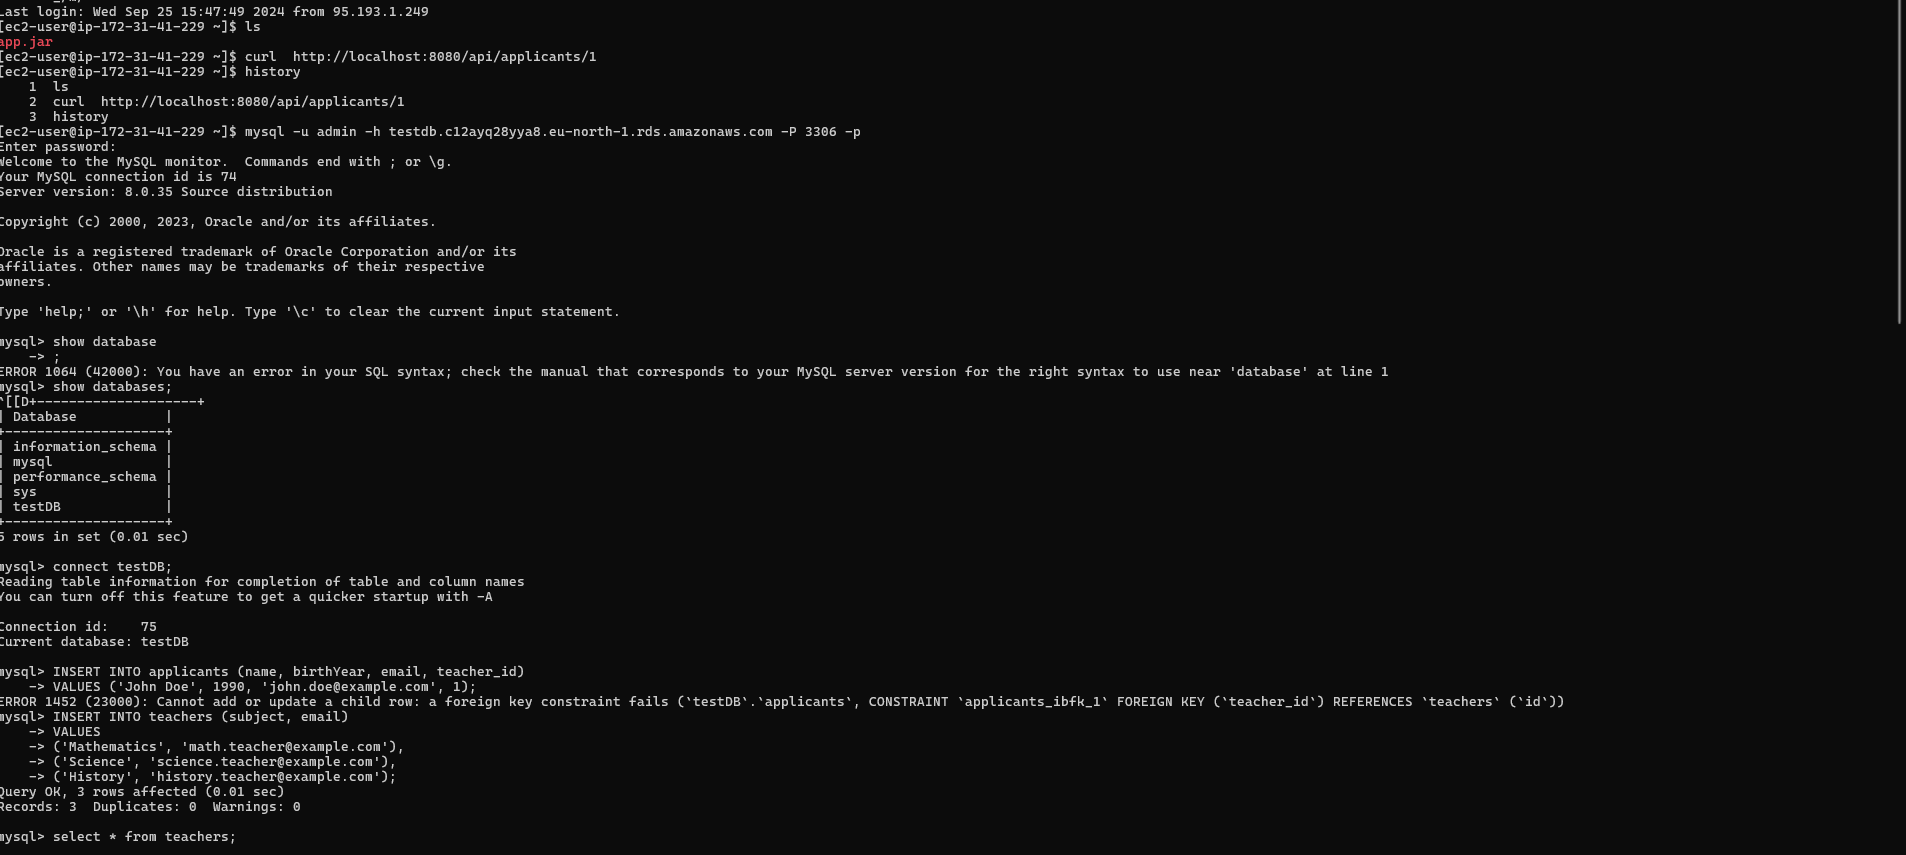 Last login: Wed Sep 25 15:47:49 2024 from 95.193.1.249
[ec2-user@ip-172-31-41-229 ~]$ ls
app.jar
[ec2-user@ip-172-31-41-229 ~]$ curl  http://localhost:8080/api/applicants/1
[ec2-user@ip-172-31-41-229 ~]$ history
    1  ls
    2  curl  http://localhost:8080/api/applicants/1
    3  history
[ec2-user@ip-172-31-41-229 ~]$ mysql -u admin -h testdb.c12ayq28yya8.eu-north-1.rds.amazonaws.com -P 3306 -p
Enter password:
Welcome to the MySQL monitor.  Commands end with ; or \g.
Your MySQL connection id is 74
Server version: 8.0.35 Source distribution

Copyright (c) 2000, 2023, Oracle and/or its affiliates.

Oracle is a registered trademark of Oracle Corporation and/or its
affiliates. Other names may be trademarks of their respective
owners.

Type 'help;' or '\h' for help. Type '\c' to clear the current input statement.

mysql> show database
    -> ;
ERROR 1064 (42000): You have an error in your SQL syntax; check the manual that corresponds to your MySQL server version for the right syntax to use near 'database' at line 1
mysql> show databases;
^[[D+--------------------+
| Database           |
+--------------------+
| information_schema |
| mysql              |
| performance_schema |
| sys                |
| testDB             |
+--------------------+
5 rows in set (0.01 sec)

mysql> connect testDB;
Reading table information for completion of table and column names
You can turn off this feature to get a quicker startup with -A

Connection id:    75
Current database: testDB

mysql> INSERT INTO applicants (name, birthYear, email, teacher_id)
    -> VALUES ('John Doe', 1990, 'john.doe@example.com', 1);
ERROR 1452 (23000): Cannot add or update a child row: a foreign key constraint fails (`testDB`.`applicants`, CONSTRAINT `applicants_ibfk_1` FOREIGN KEY (`teacher_id`) REFERENCES `teachers` (`id`))
mysql> INSERT INTO teachers (subject, email)
    -> VALUES
    -> ('Mathematics', 'math.teacher@example.com'),
    -> ('Science', 'science.teacher@example.com'),
    -> ('History', 'history.teacher@example.com');
Query OK, 3 rows affected (0.01 sec)
Records: 3  Duplicates: 0  Warnings: 0

mysql> select * from teachers;